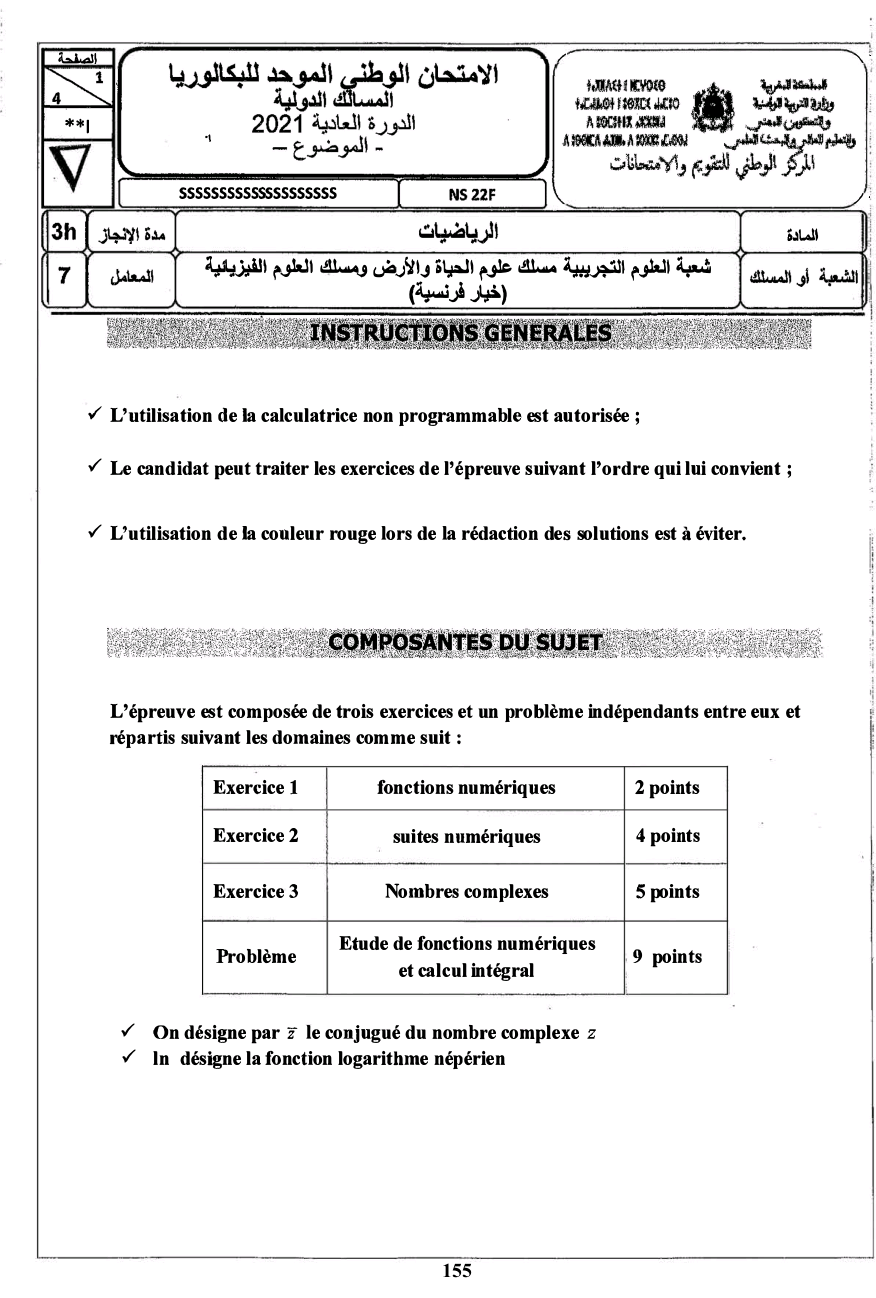 الصفحة
1
4
**I
الامتحان الوطني الموحد للبكالوريا
المسالك الدولية
الدورة العادية 2021
- الموضوع –
SSSSSSSSSSSSSSSSSSSS
NS 22F
المملكة المغربية
وزارة التربية الوطنية
والتكوين المهني
والتعليم العالي والبحث العلمي
المركز الوطني للتقويم والامتحانات
المادة
الرياضيات
مدة الإنجاز
3h
الشعبة أو المسلك
شعبة العلوم التجريبية مسلك علوم الحياة والأرض ومسلك العلوم الفيزيائية
(خيار فرنسية)
المعامل
7
INSTRUCTIONS GENERALES
✓ L'utilisation de la calculatrice non programmable est autorisée ;
✓ Le candidat peut traiter les exercices de l'épreuve suivant l'ordre qui lui convient ;
✓ L'utilisation de la couleur rouge lors de la rédaction des solutions est à éviter.
COMPOSANTES DU SUJET
L'épreuve est composée de trois exercices et un problème indépendants entre eux et
répartis suivant les domaines comme suit :
Exercice 1 fonctions numériques 2 points
Exercice 2 suites numériques 4 points
Exercice 3 Nombres complexes 5 points
Problème Etude de fonctions numériques et calcul intégral 9 points
✓ On désigne par z̅ le conjugué du nombre complexe z
✓ ln désigne la fonction logarithme népérien
155